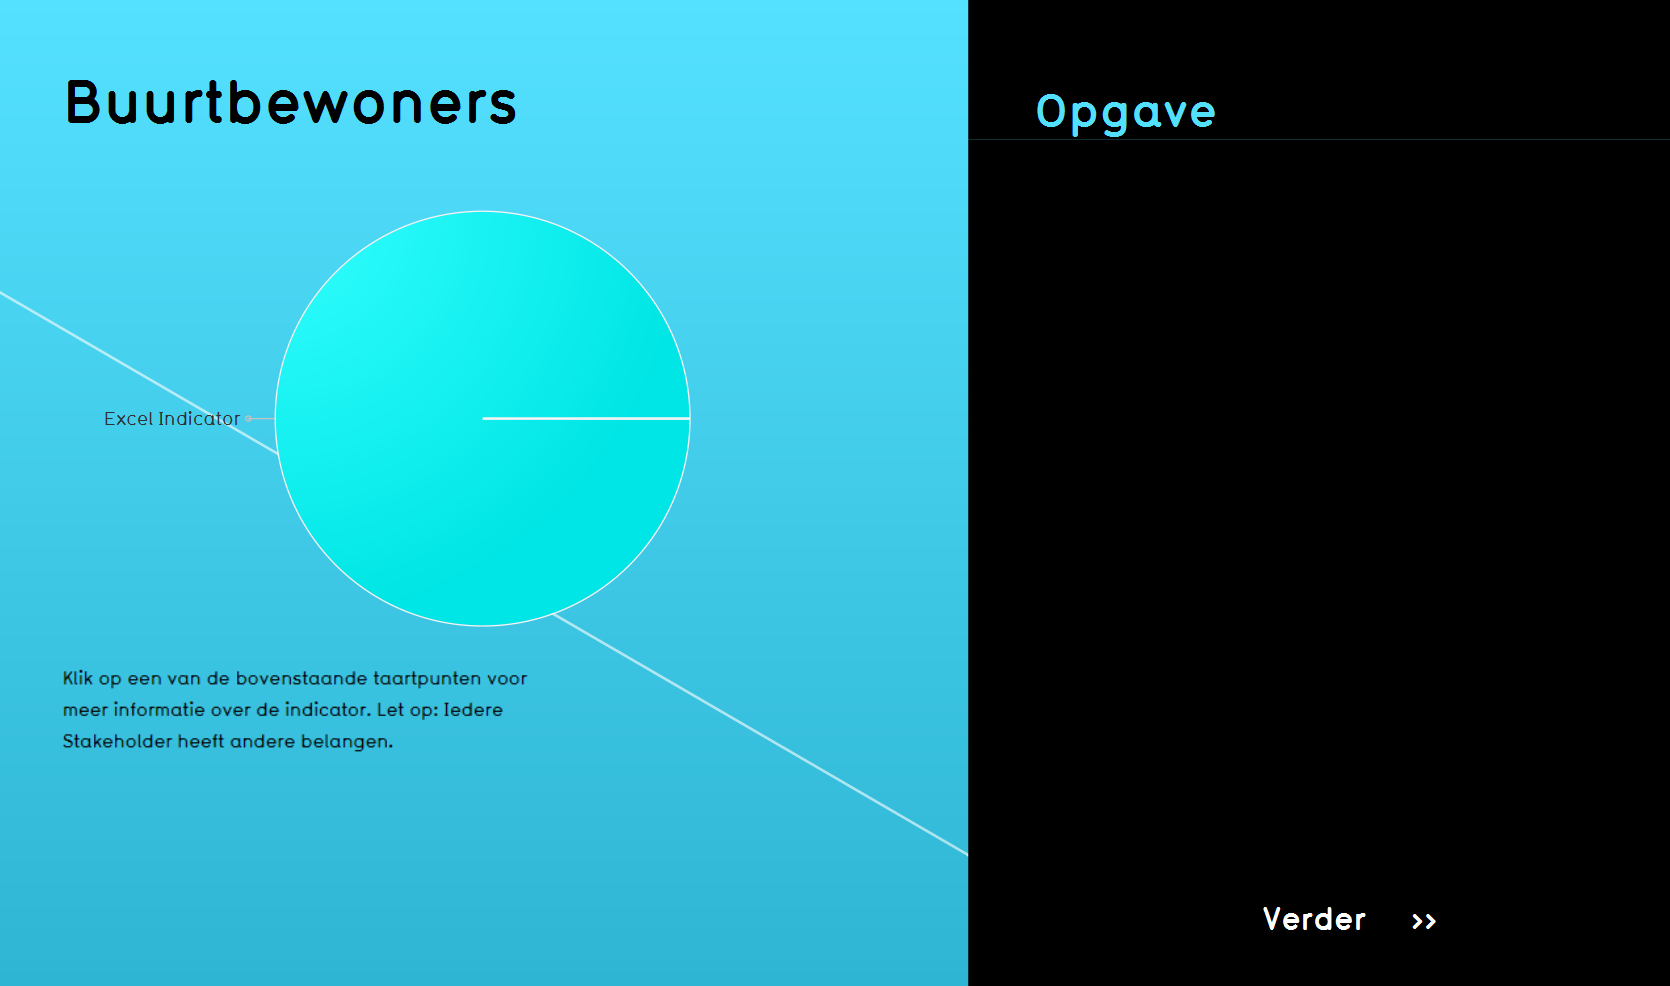 Buurtbewoners
Excel Indicator
Klik op een van de bovenstaande taartpunten voor
meer informatie over de indicator. Let op: Iedere
Stakeholder heeft andere belangen.
Opgave
Verder >>